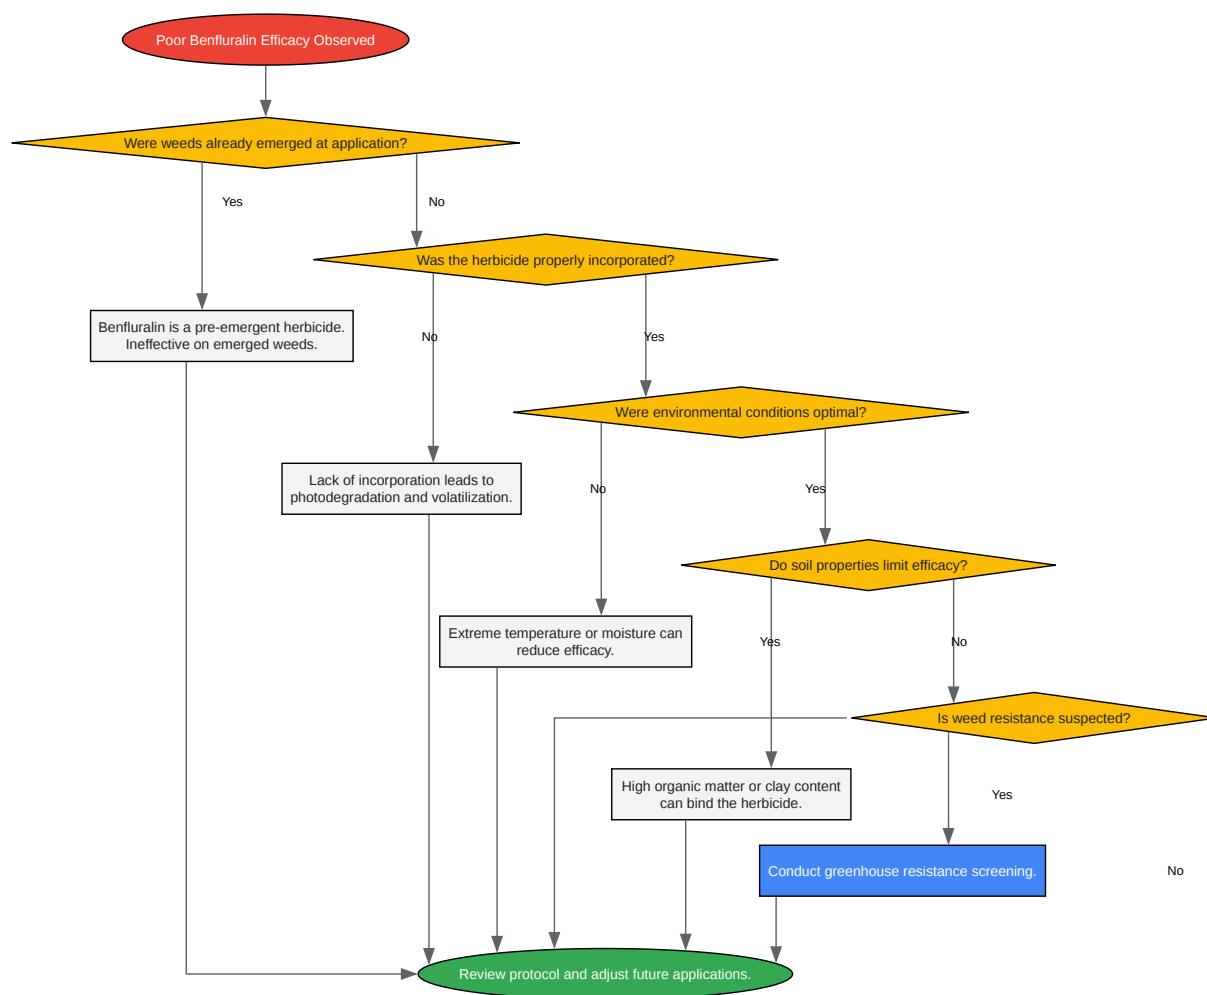 Poor Benfluralin Efficacy Observed
Were weeds already emerged at application?
Yes
No
Was the herbicide properly incorporated?
Benfluralin is a pre-emergent herbicide.
Ineffective on emerged weeds.
No
Yes
Were environmental conditions optimal?
Lack of incorporation leads to
photodegradation and volatilization.
No
Yes
Do soil properties limit efficacy?
Extreme temperature or moisture can
reduce efficacy.
Yes
No
Is weed resistance suspected?
High organic matter or clay content
can bind the herbicide.
Yes
Conduct greenhouse resistance screening.
No
Review protocol and adjust future applications.